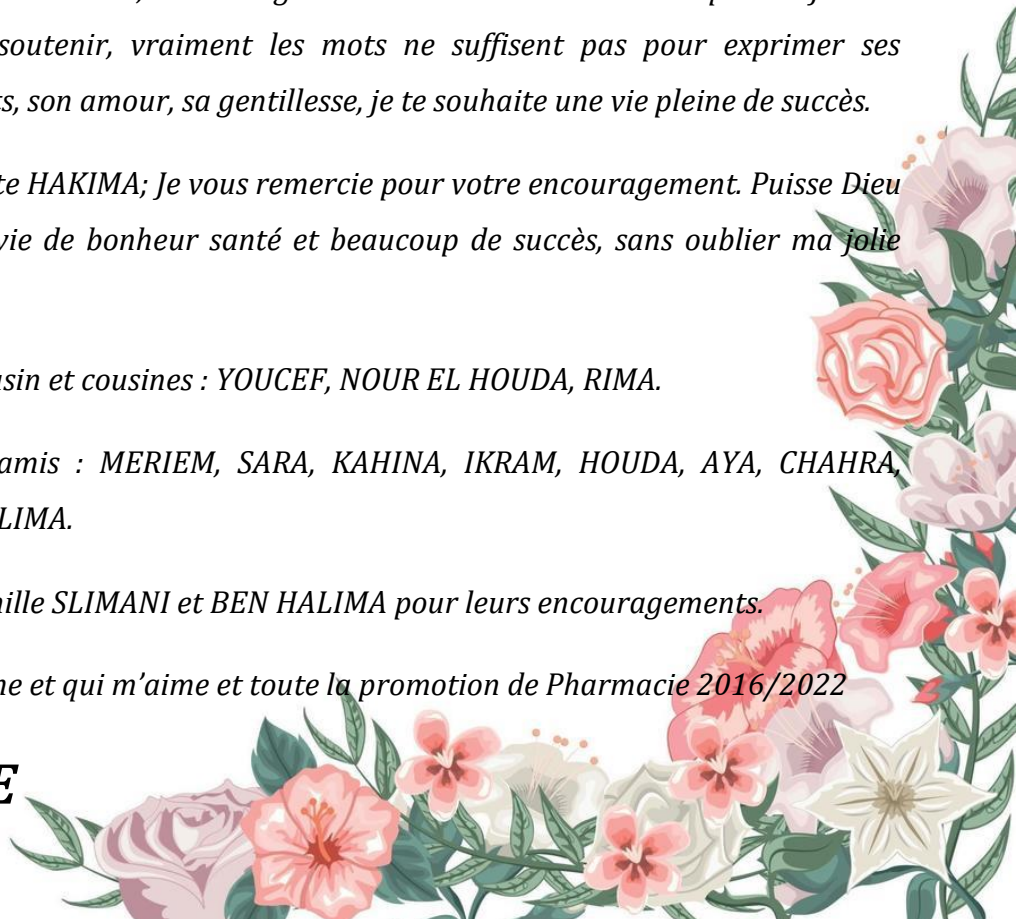 soutenir, vraiment les mots ne suffisent pas pour exprimer ses
ts, son amour, sa gentillesse, je te souhaite une vie pleine de succès.
te HAKIMA; Je vous remercie pour votre encouragement. Puisse Dieu
vie de bonheur santé et beaucoup de succès, sans oublier ma jolie
usin et cousines : YOUCEF, NOUR EL HOUDA, RIMA.
amis : MERIEM, SARA, KAHINA, IKRAM, HOUDA, AYA, CHAHRA,
LIMA.
nille SLIMANI et BEN HALIMA pour leurs encouragements.
ne et qui m’aime et toute la promotion de Pharmacie 2016/2022
E